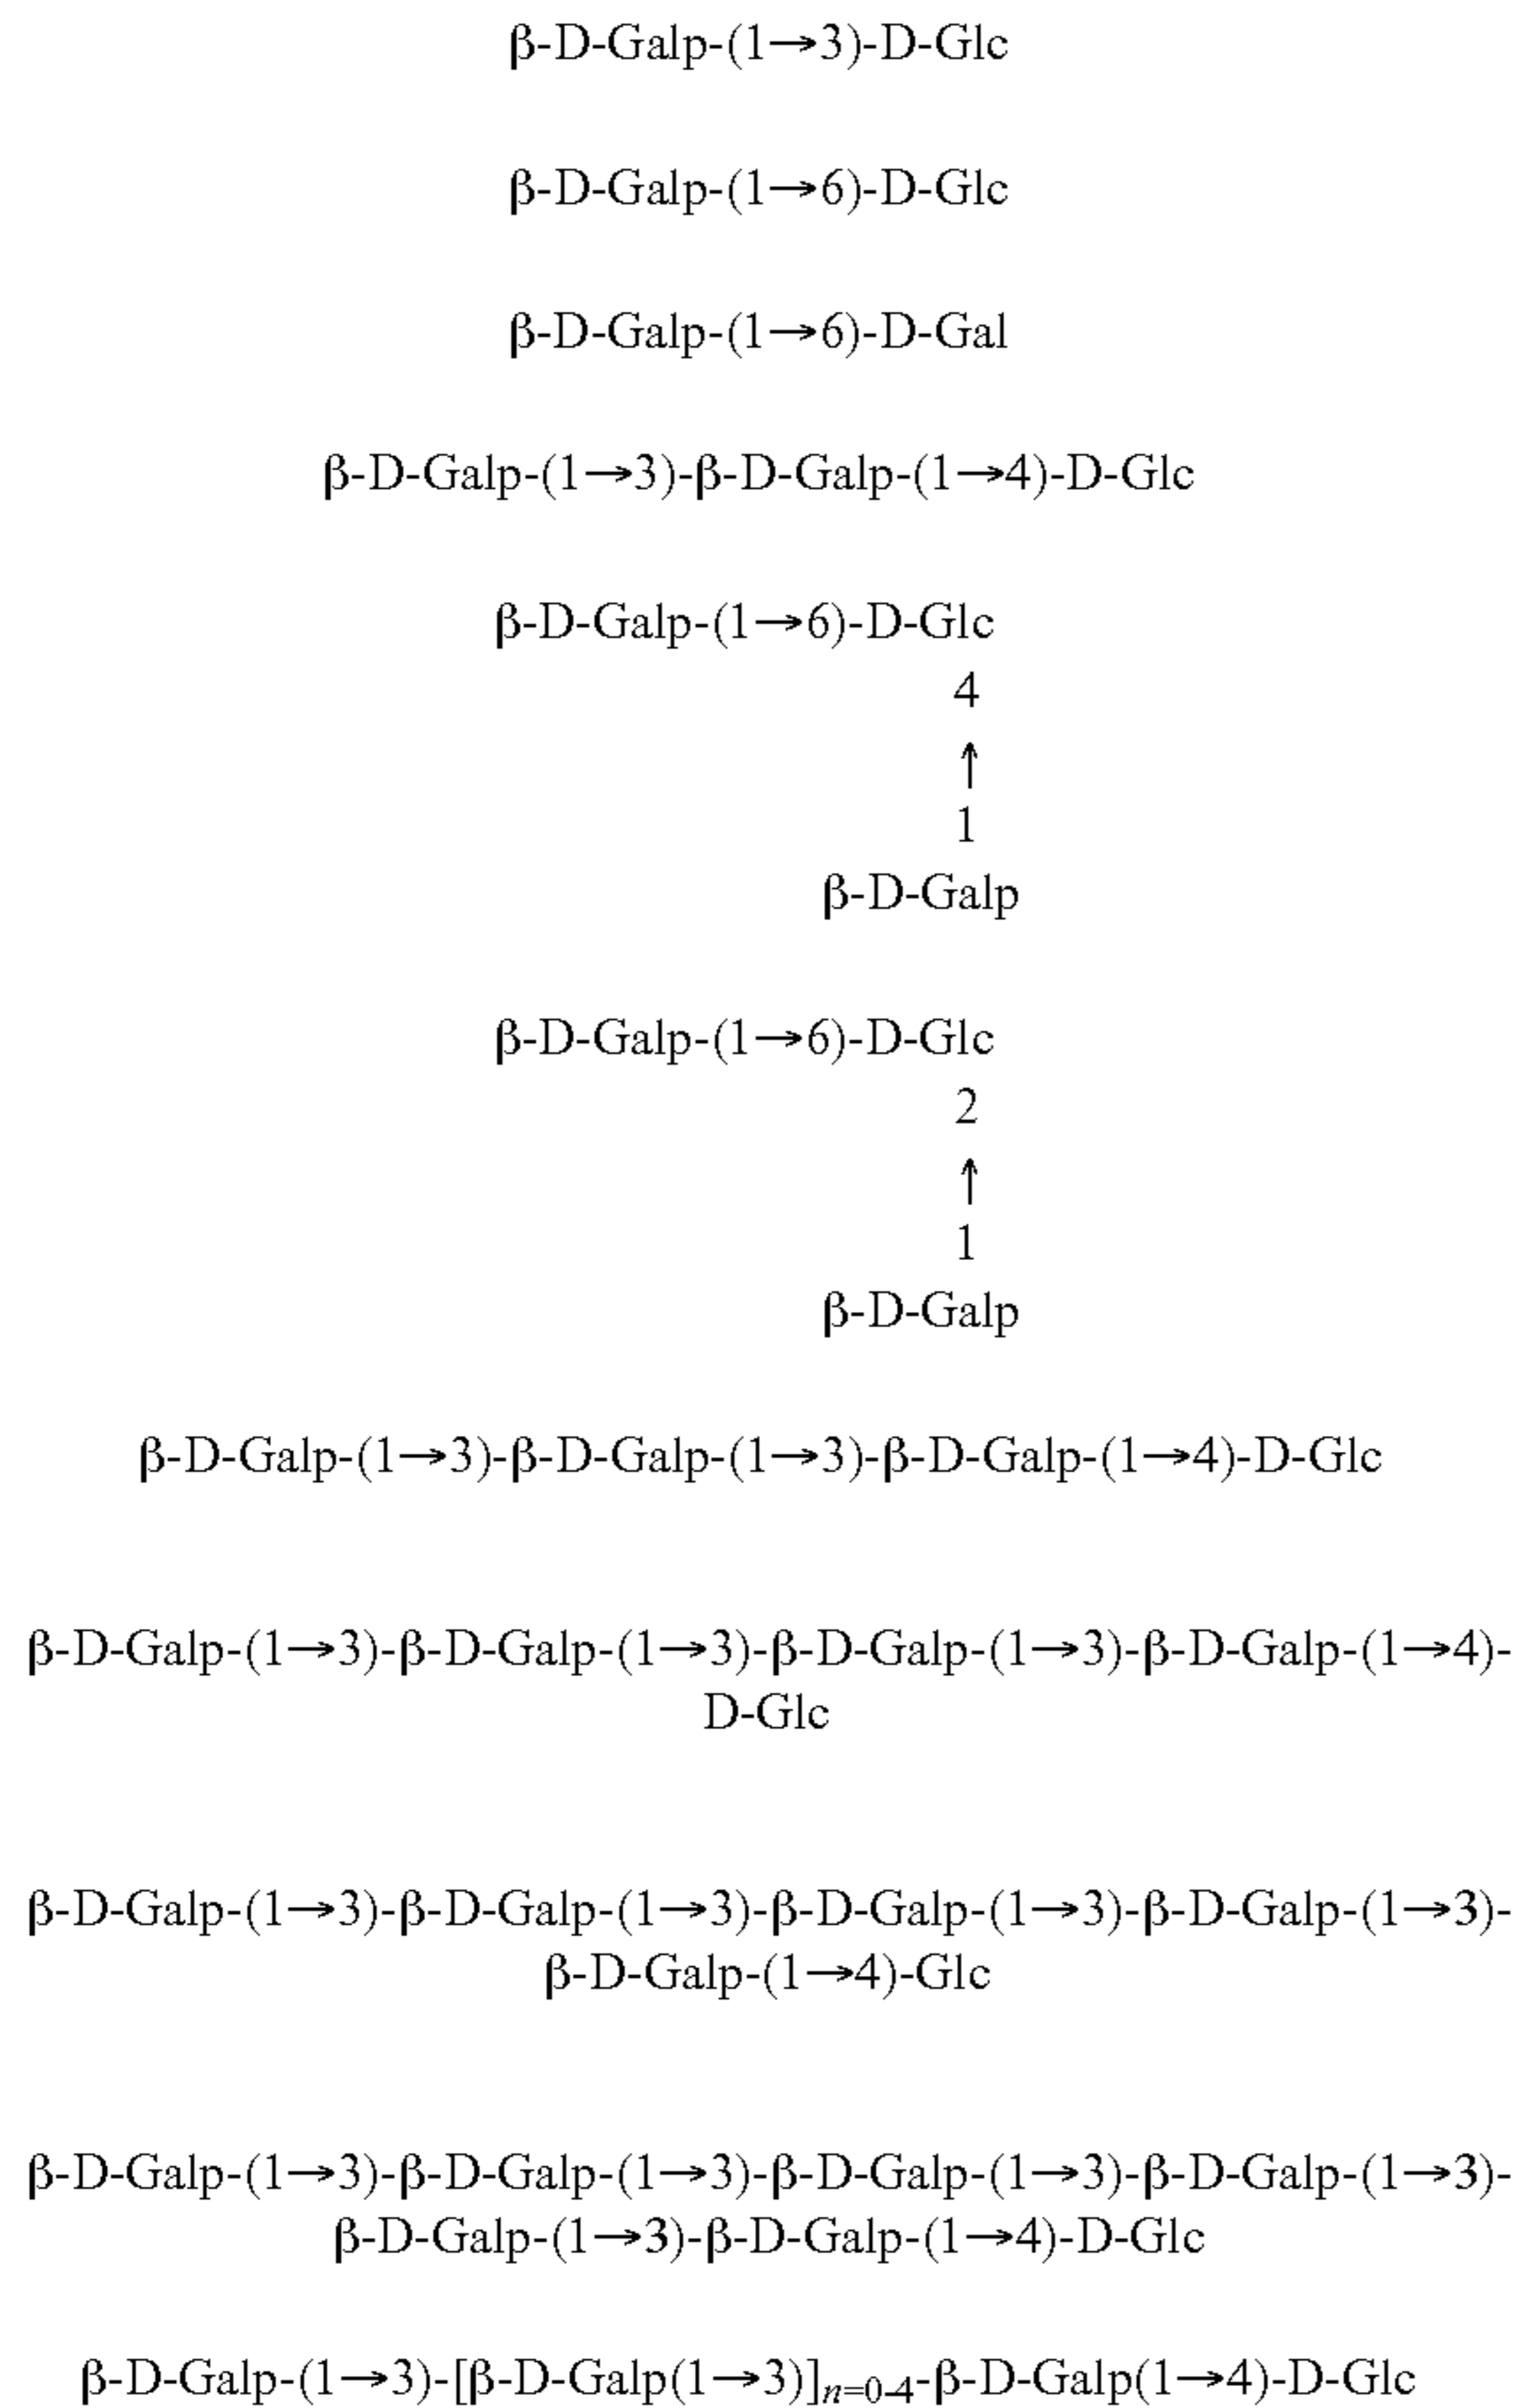 β-D-Galp-(1→3)-D-Glc
β-D-Galp-(1→6)-D-Glc
β-D-Galp-(1→6)-D-Gal
β-D-Galp-(1→3)-β-D-Galp-(1→4)-D-Glc
β-D-Galp-(1→6)-D-Glc
4
↑
1
β-D-Galp
β-D-Galp-(1→6)-D-Glc
2
↑
1
β-D-Galp
β-D-Galp-(1→3)-β-D-Galp-(1→3)-β-D-Galp-(1→4)-D-Glc
β-D-Galp-(1→3)-β-D-Galp-(1→3)-β-D-Galp-(1→3)-β-D-Galp-(1→4)-
D-Glc
β-D-Galp-(1→3)-β-D-Galp-(1→3)-β-D-Galp-(1→3)-β-D-Galp-(1→3)-
β-D-Galp-(1→4)-Glc
β-D-Galp-(1→3)-β-D-Galp-(1→3)-β-D-Galp-(1→3)-β-D-Galp-(1→3)-
β-D-Galp-(1→3)-β-D-Galp-(1→4)-D-Glc
β-D-Galp-(1→3)-[β-D-Galp(1→3)]n=0-4-β-D-Galp(1→4)-D-Glc